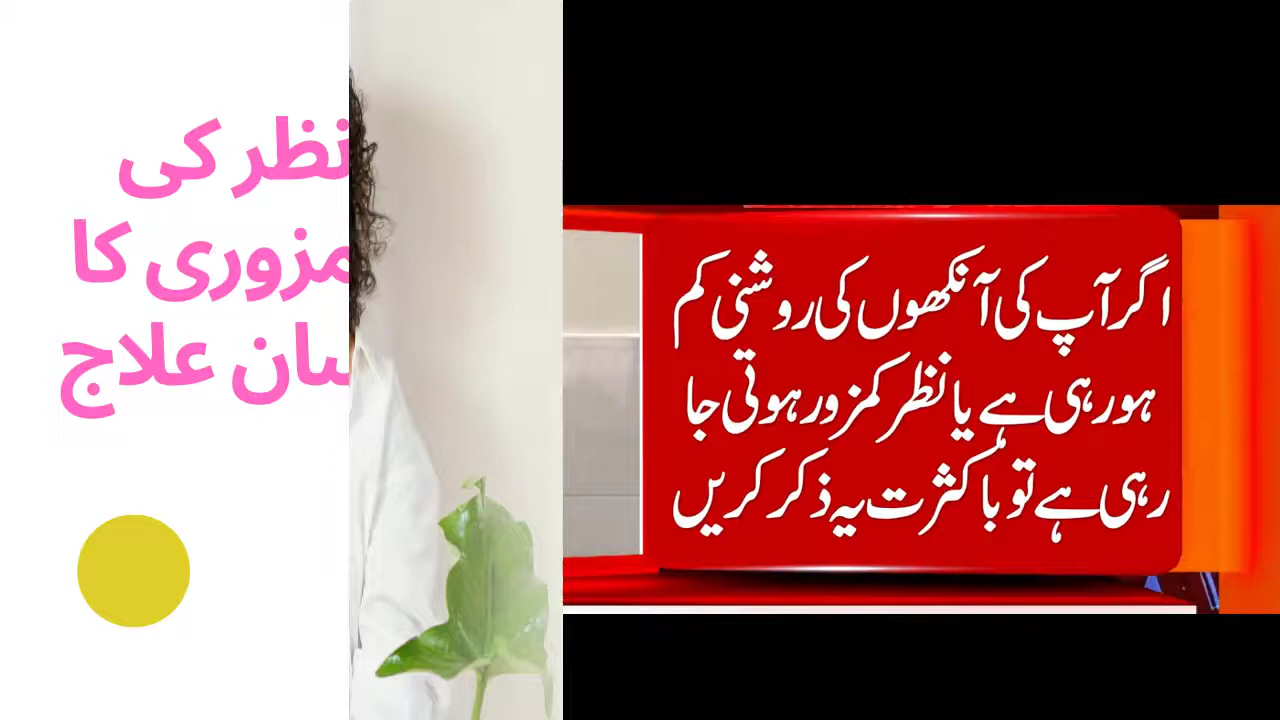 نظر کی
مزوری کا
سان علاج
اگر آپ کی آنکھوں کی روشنی کم
ہو رہی ہے یا نظر کمزور ہوتی جا
رہی ہے تو باکثرت یہ ذکر کریں